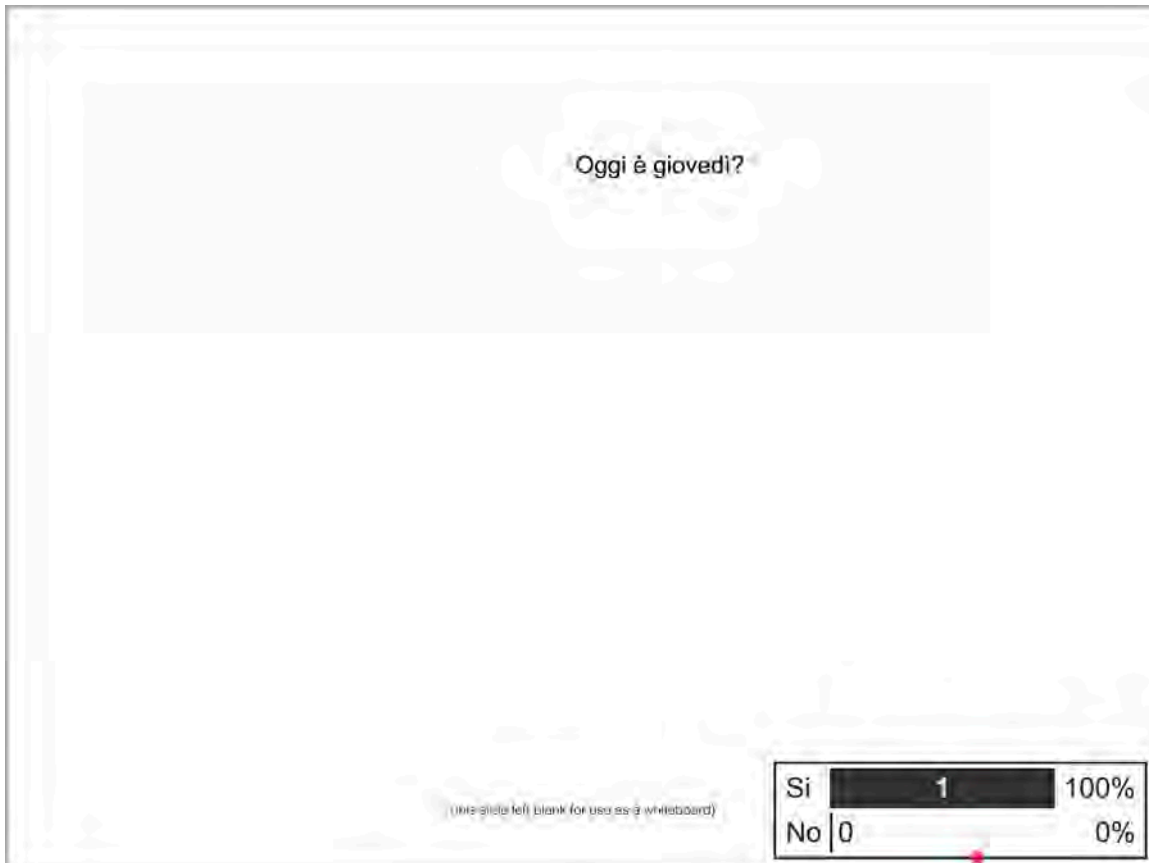 Oggi è giovedì?
(This slide left blank for use as a whiteboard)
Si 1 100%
No 0 0%